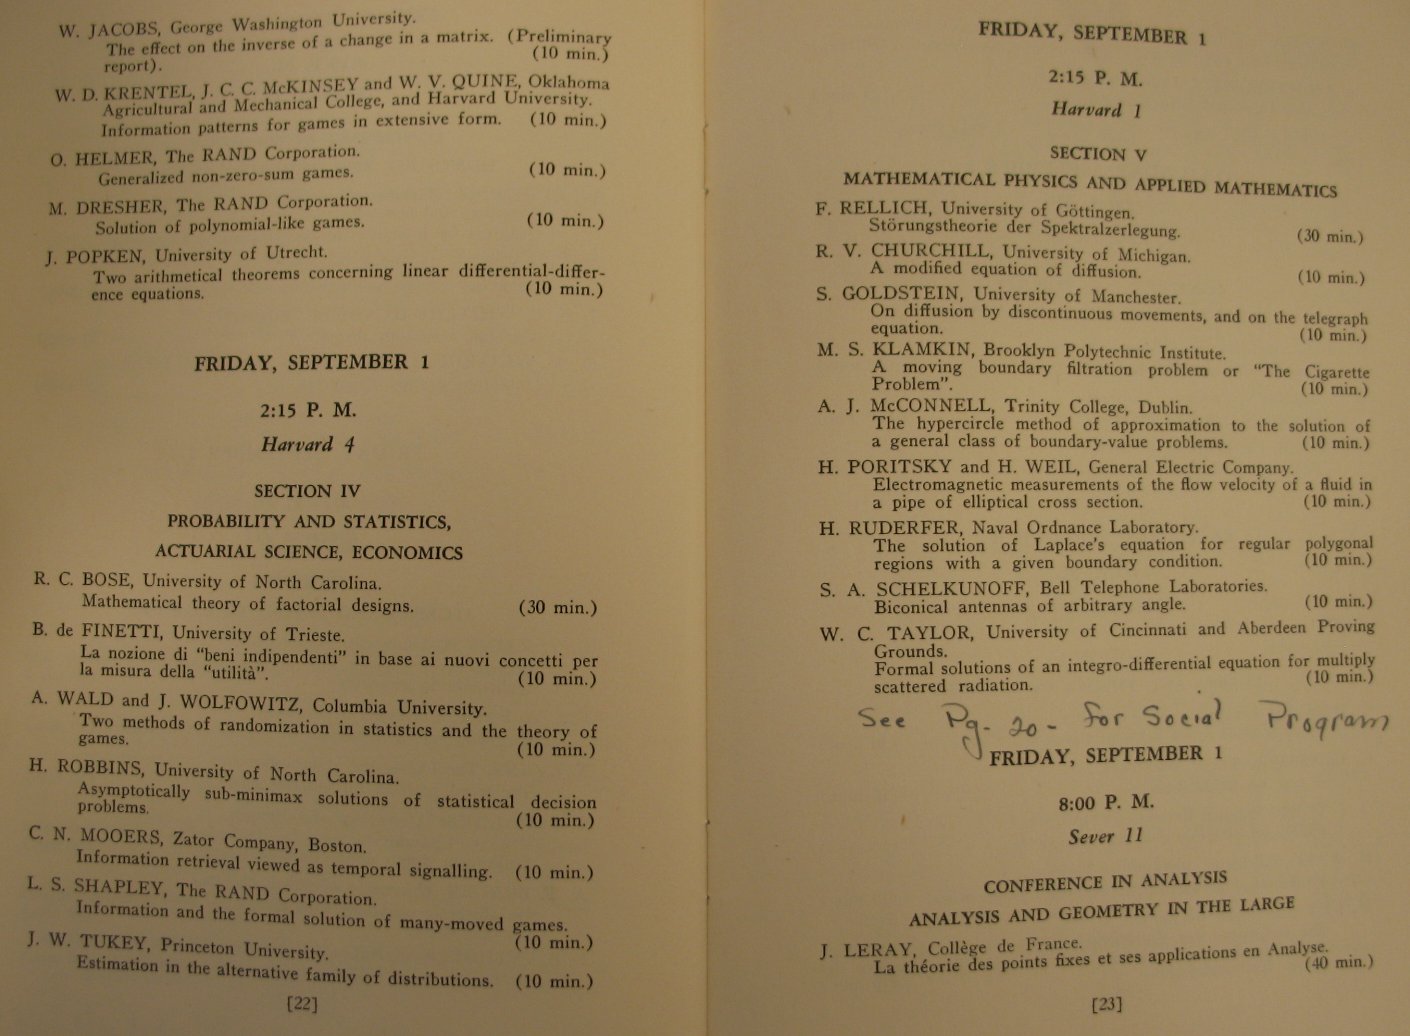 W. JACOBS, George Washington University.
The effect on the inverse of a change in a matrix. (Preliminary
report). (10 min.)
W. D. KRENTEL, J. C. C. McKINSEY and W. V. QUINE, Oklahoma
Agricultural and Mechanical College, and Harvard University.
Information patterns for games in extensive form. (10 min.)
O. HELMER, The RAND Corporation.
Generalized non-zero-sum games. (10 min.)
M. DRESHER, The RAND Corporation.
Solution of polynomial-like games. (10 min.)
J. POPKEN, University of Utrecht.
Two arithmetical theorems concerning linear differential-differ-
ence equations. (10 min.)
FRIDAY, SEPTEMBER 1
2:15 P. M.
Harvard 4
SECTION IV
PROBABILITY AND STATISTICS,
ACTUARIAL SCIENCE, ECONOMICS
R. C. BOSE, University of North Carolina.
Mathematical theory of factorial designs. (30 min.)
B. de FINETTI, University of Trieste.
La nozione di "beni indipendenti" in base ai nuovi concetti per
la misura della "utilità". (10 min.)
A. WALD and J. WOLFOWITZ, Columbia University.
Two methods of randomization in statistics and the theory of
games. (10 min.)
H. ROBBINS, University of North Carolina.
Asymptotically sub-minimax solutions of statistical decision
problems. (10 min.)
C. N. MOOERS, Zator Company, Boston.
Information retrieval viewed as temporal signalling. (10 min.)
L. S. SHAPLEY, The RAND Corporation.
Information and the formal solution of many-moved games.
(10 min.)
J. W. TUKEY, Princeton University.
Estimation in the alternative family of distributions. (10 min.)
[22]
FRIDAY, SEPTEMBER 1
2:15 P. M.
Harvard 1
SECTION V
MATHEMATICAL PHYSICS AND APPLIED MATHEMATICS
F. RELLICH, University of Göttingen.
Störungstheorie der Spektralzerlegung. (30 min.)
R. V. CHURCHILL, University of Michigan.
A modified equation of diffusion. (10 min.)
S. GOLDSTEIN, University of Manchester.
On diffusion by discontinuous movements, and on the telegraph
equation. (10 min.)
M. S. KLAMKIN, Brooklyn Polytechnic Institute.
A moving boundary filtration problem or "The Cigarette
Problem". (10 min.)
A. J. McCONNELL, Trinity College, Dublin.
The hypercircle method of approximation to the solution of
a general class of boundary-value problems. (10 min.)
H. PORITSKY and H. WEIL, General Electric Company.
Electromagnetic measurements of the flow velocity of a fluid in
a pipe of elliptical cross section. (10 min.)
H. RUDERFER, Naval Ordnance Laboratory.
The solution of Laplace's equation for regular polygonal
regions with a given boundary condition. (10 min.)
S. A. SCHELKUNOFF, Bell Telephone Laboratories.
Biconical antennas of arbitrary angle. (10 min.)
W. C. TAYLOR, University of Cincinnati and Aberdeen Proving
Grounds.
Formal solutions of an integro-differential equation for multiply
scattered radiation. (10 min.)
See Pg. 20 - for Social Program
FRIDAY, SEPTEMBER 1
8:00 P. M.
Sever 11
CONFERENCE IN ANALYSIS
ANALYSIS AND GEOMETRY IN THE LARGE
J. LERAY, Collège de France.
La théorie des points fixes et ses applications en Analyse.
(40 min.)
[23]